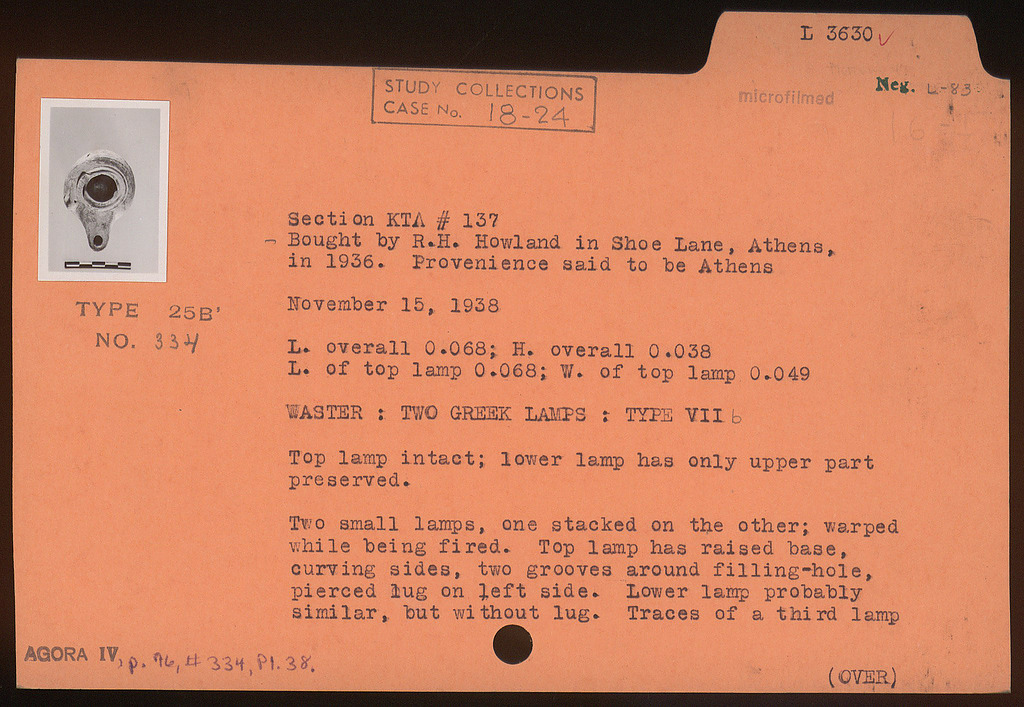 L 3630 ✓
STUDY COLLECTIONS
CASE No. 18-24
microfilmed
Neg. L-83
16
Section KTA # 137
- Bought by R.H. Howland in Shoe Lane, Athens,
in 1936. Provenience said to be Athens
TYPE 25B'
NO. 334
November 15, 1938
L. overall 0.068; H. overall 0.038
L. of top lamp 0.068; W. of top lamp 0.049
WASTER : TWO GREEK LAMPS : TYPE VII b
Top lamp intact; lower lamp has only upper part
preserved.
Two small lamps, one stacked on the other; warped
while being fired. Top lamp has raised base,
curving sides, two grooves around filling-hole,
pierced lug on left side. Lower lamp probably
similar, but without lug. Traces of a third lamp
AGORA IV, p. 76, # 334, Pl. 38.
(OVER)